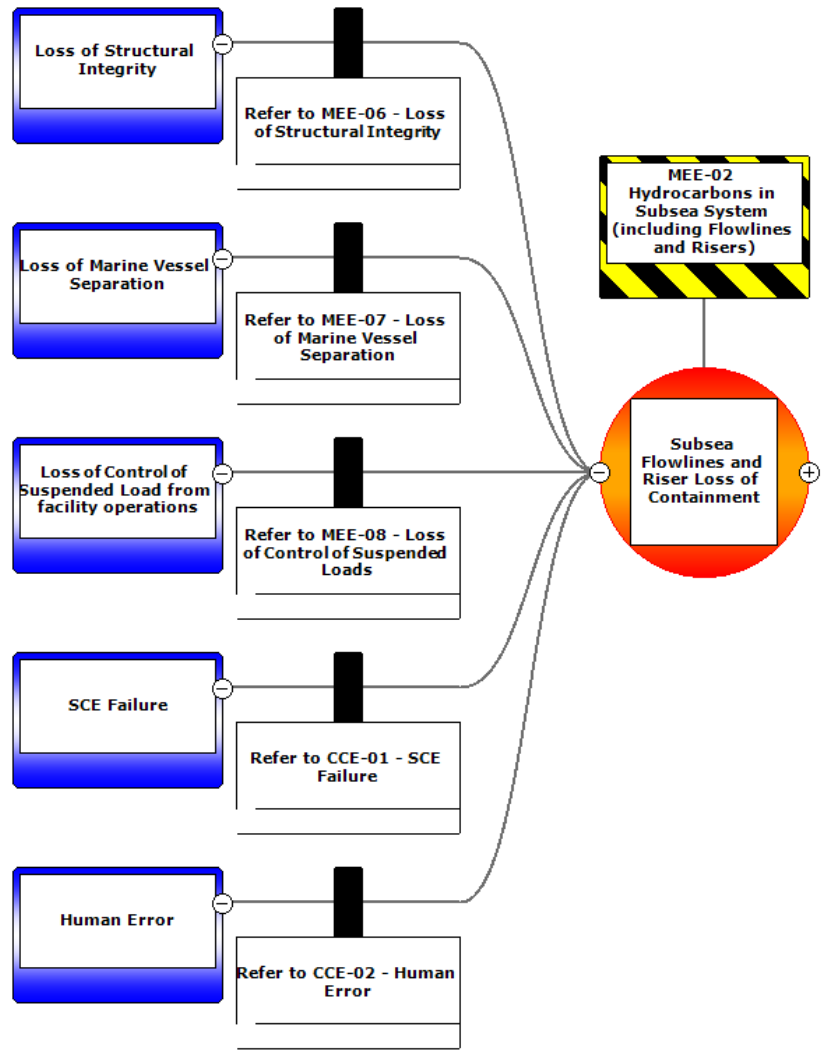 Loss of Structural
Integrity
Refer to MEE-06 - Loss
of Structural Integrity
Loss of Marine Vessel
Separation
Refer to MEE-07 - Loss
of Marine Vessel
Separation
Loss of Control of
Suspended Load from
facility operations
Refer to MEE-08 - Loss
of Control of Suspended
Loads
SCE Failure
Refer to CCE-01 - SCE
Failure
Human Error
Refer to CCE-02 - Human
Error
MEE-02
Hydrocarbons in
Subsea System
(including Flowlines
and Risers)
Subsea
Flowlines and
Riser Loss of
Containment